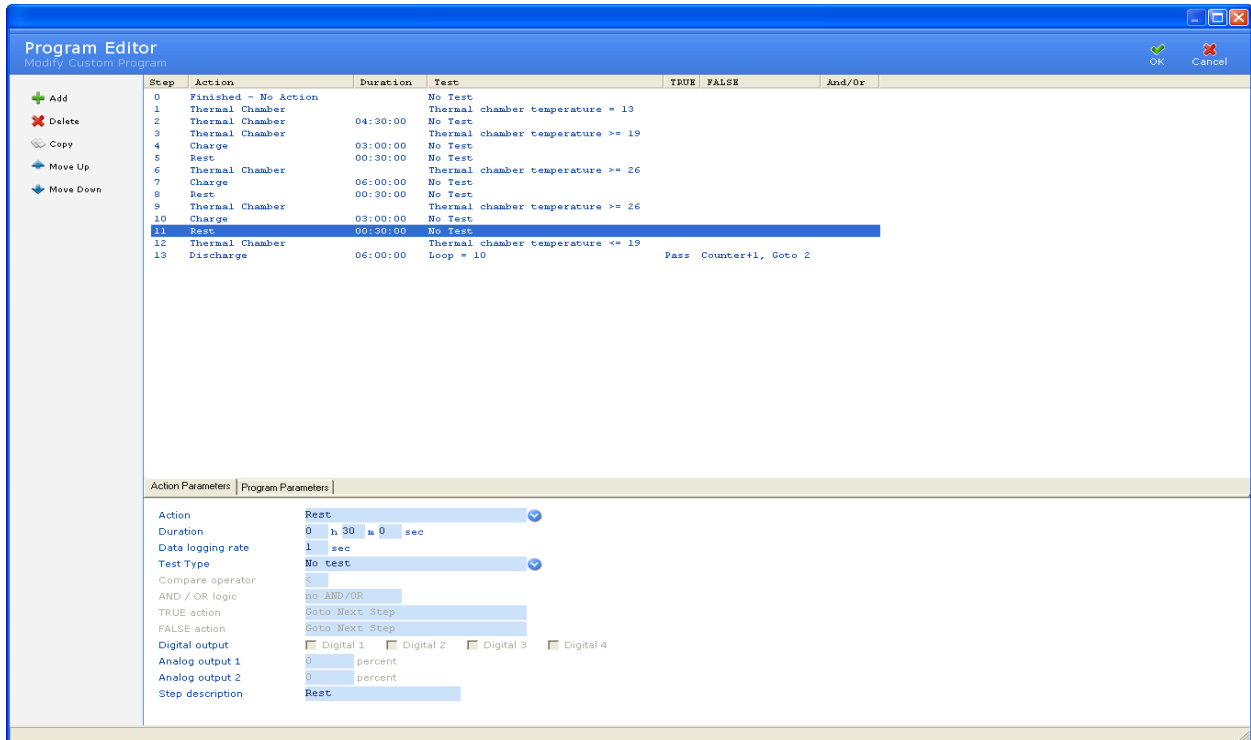 Program Editor
Modify Custom Program
OK Cancel
Add
Delete
Copy
Move Up
Move Down
Step Action Duration Test TRUE FALSE And/Or
0 Finished - No Action No Test
1 Thermal Chamber Thermal chamber temperature = 13
2 Thermal Chamber 04:30:00 No Test
3 Thermal Chamber Thermal chamber temperature >= 19
4 Charge 03:00:00 No Test
5 Rest 00:30:00 No Test
6 Thermal Chamber Thermal chamber temperature >= 26
7 Charge 06:00:00 No Test
8 Rest 00:30:00 No Test
9 Thermal Chamber Thermal chamber temperature >= 26
10 Charge 03:00:00 No Test
11 Rest 00:30:00 No Test
12 Thermal Chamber Thermal chamber temperature <= 19
13 Discharge 06:00:00 Loop = 10 Pass Counter+1, Goto 2
Action Parameters Program Parameters
Action Rest
Duration 0 h 30 m 0 sec
Data logging rate 1 sec
Test Type No test
Compare operator <
AND / OR logic no AND/OR
TRUE action Goto Next Step
FALSE action Goto Next Step
Digital output Digital 1 Digital 2 Digital 3 Digital 4
Analog output 1 0 percent
Analog output 2 0 percent
Step description Rest